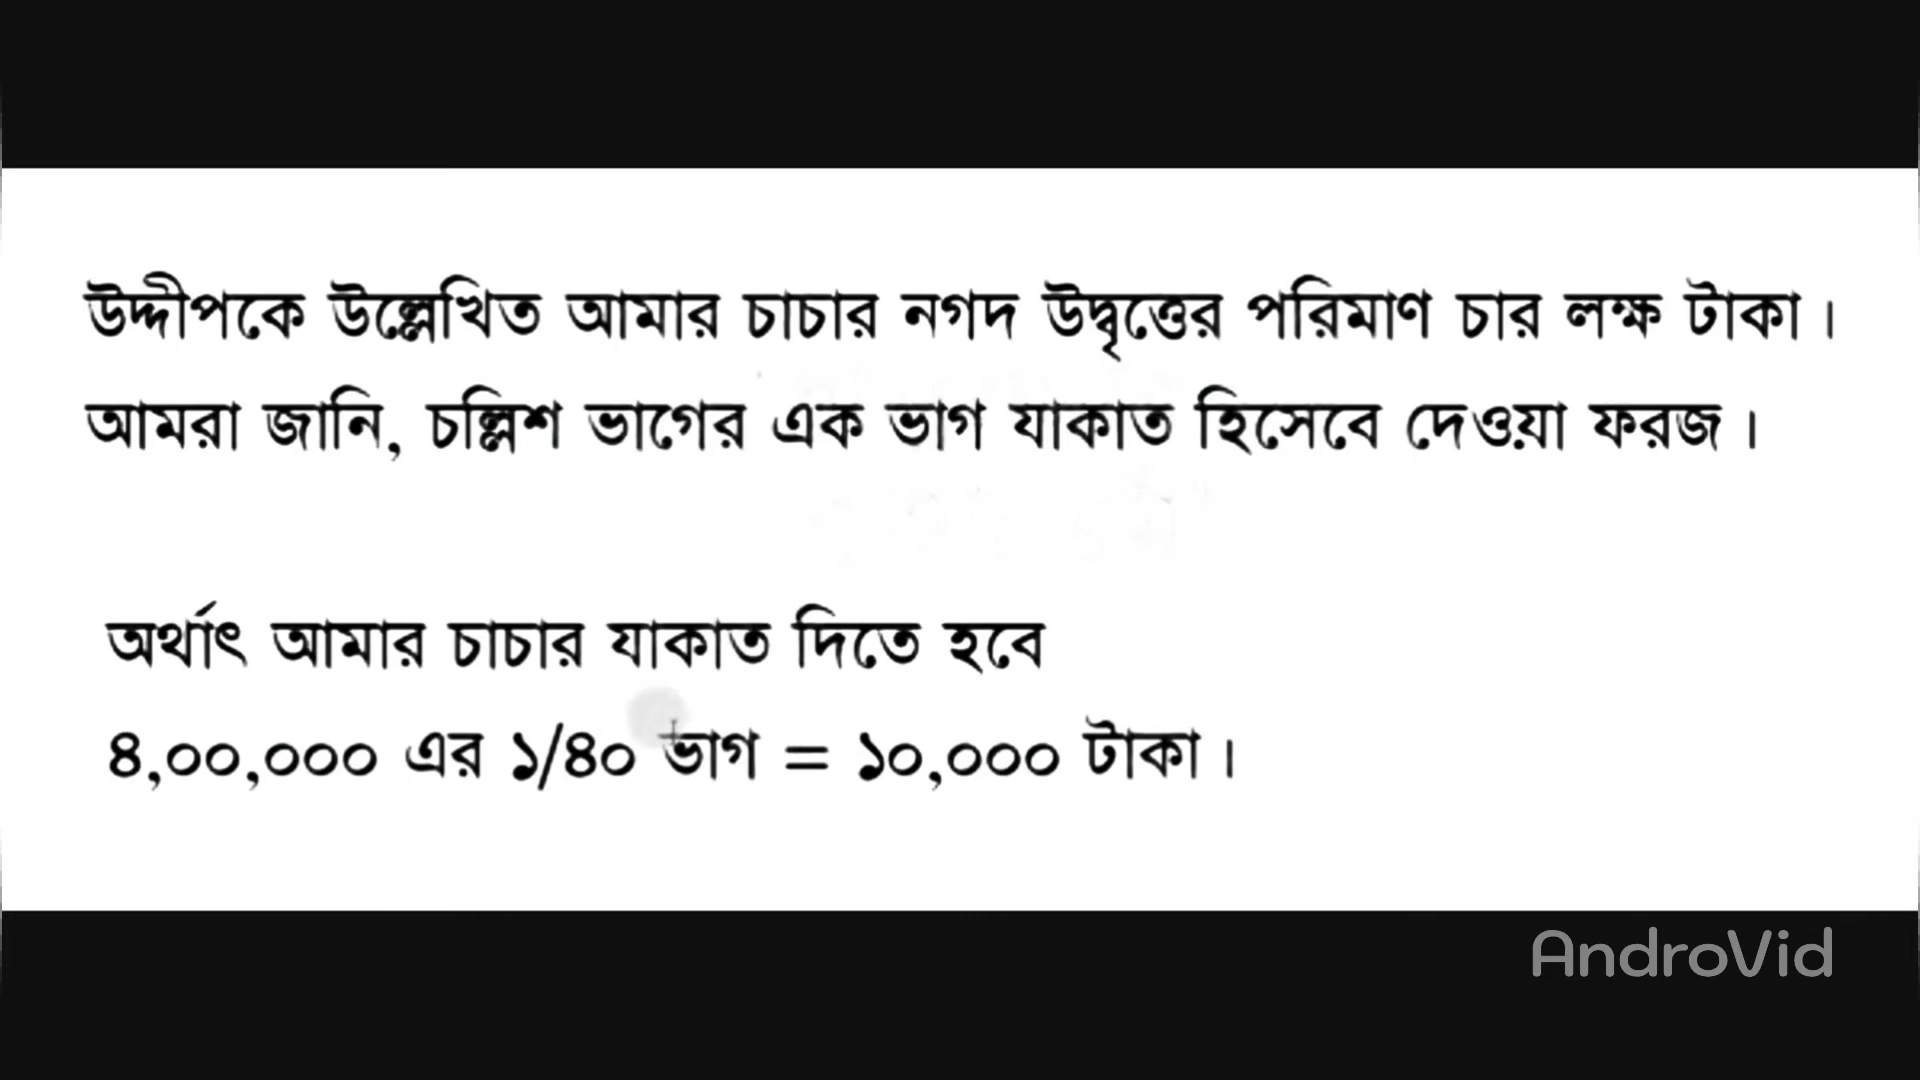 উদ্দীপকে উল্লেখিত আমার চাচার নগদ উদ্বৃত্তের পরিমাণ চার লক্ষ টাকা।
আমরা জানি, চল্লিশ ভাগের এক ভাগ যাকাত হিসেবে দেওয়া ফরজ।
অর্থাৎ আমার চাচার যাকাত দিতে হবে
৪,০০,০০০ এর ১/৪০ ভাগ = ১০,০০০ টাকা।
AndroVid